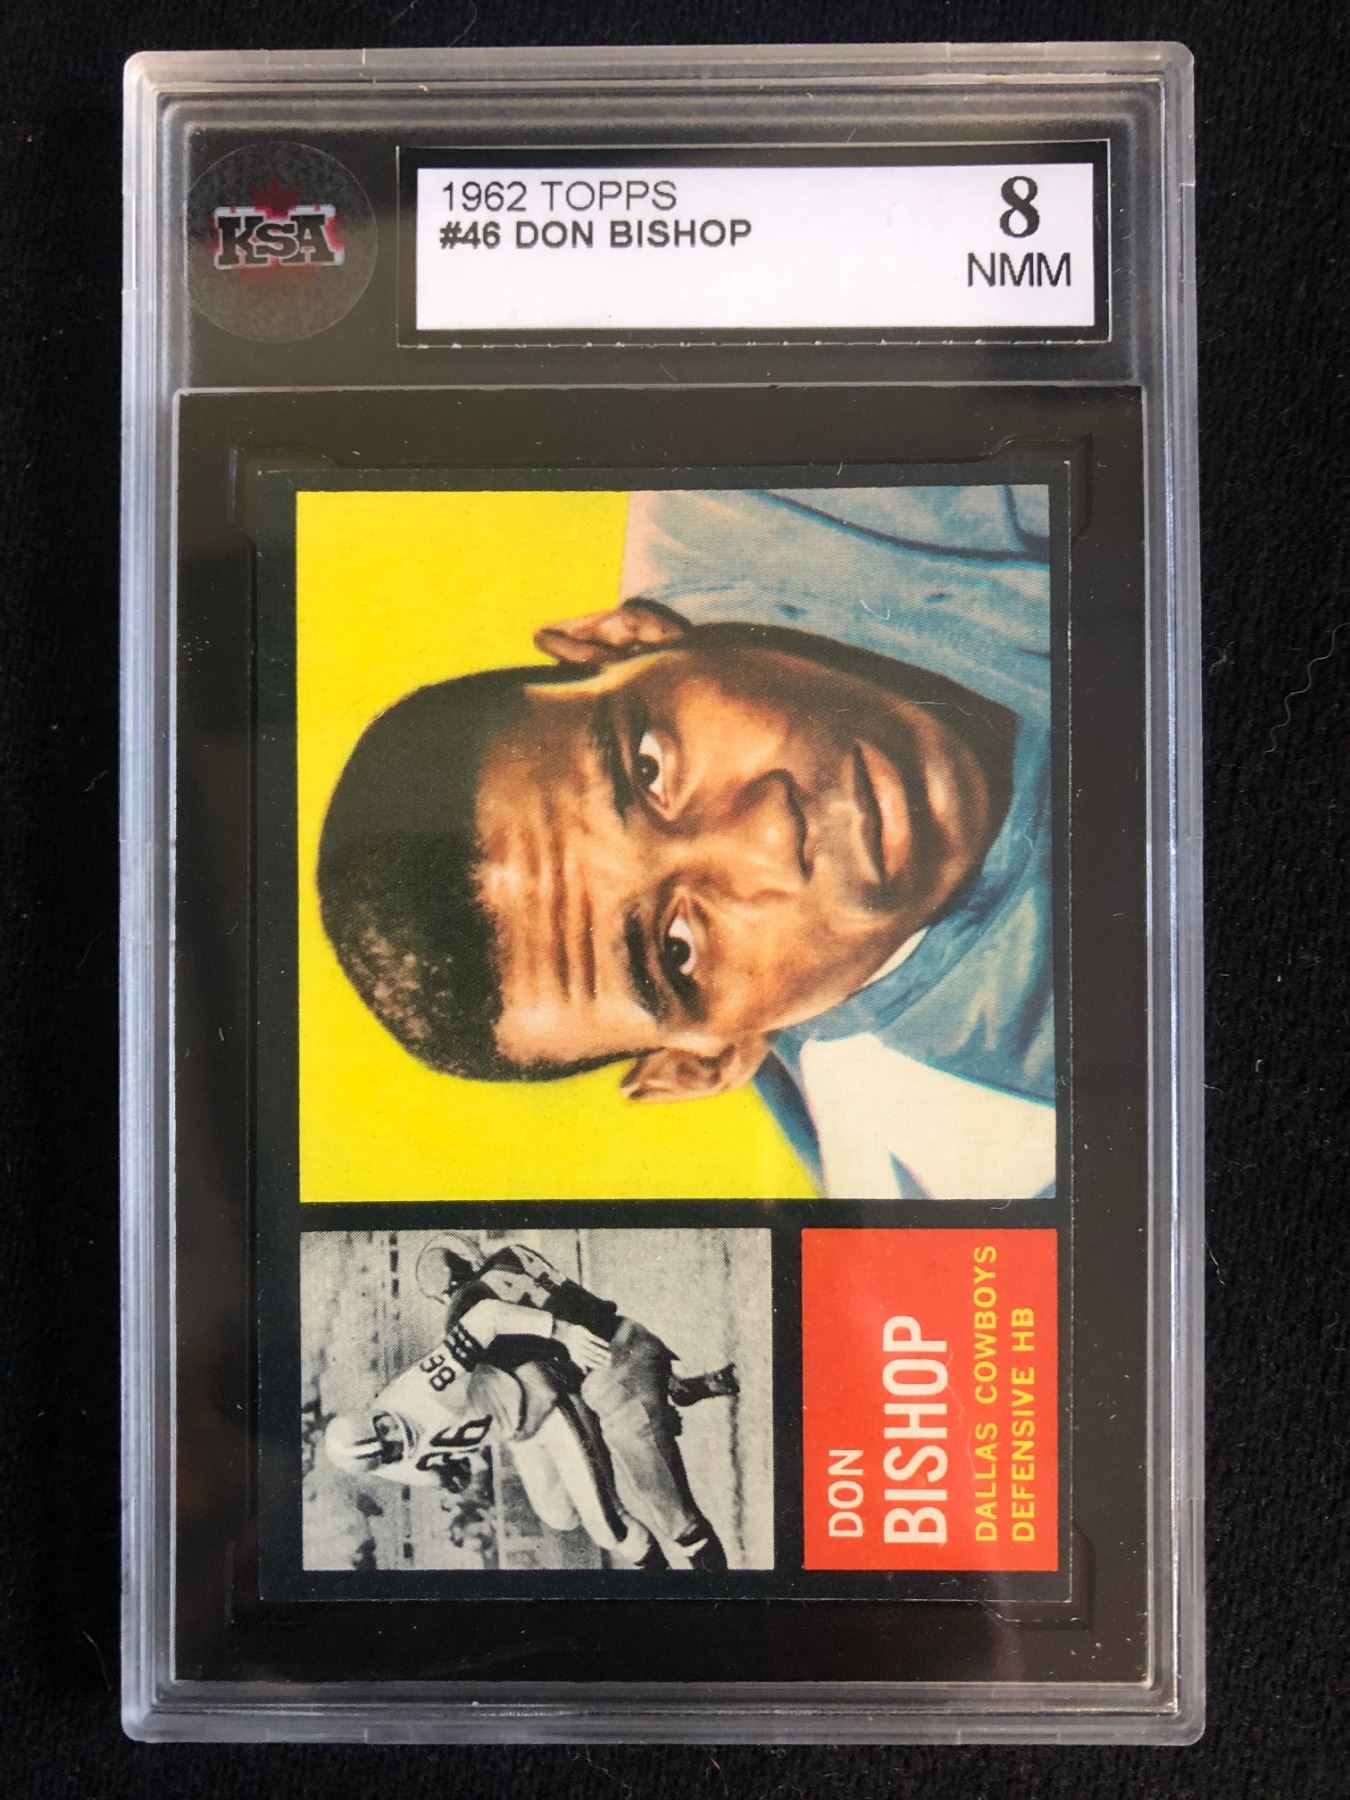 KSA
1962 TOPPS
#46 DON BISHOP
8
NMM
DON
BISHOP
DALLAS COWBOYS
DEFENSIVE HB
38